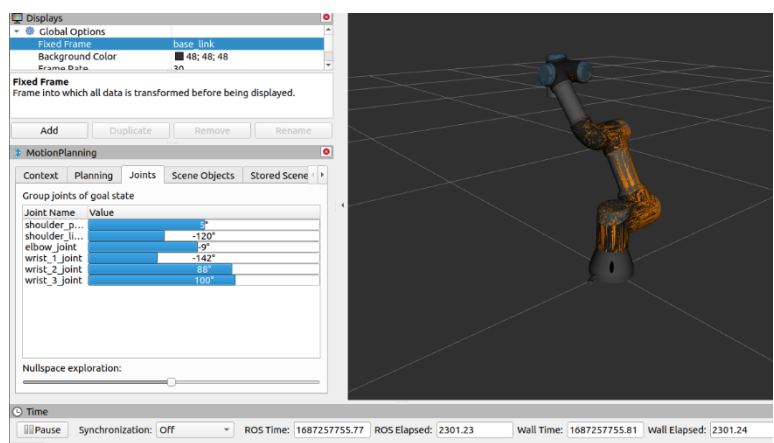 Displays
Global Options
Fixed Frame base_link
Background Color 48; 48; 48
Frame Rate 30
Fixed Frame
Frame into which all data is transformed before being displayed.
Add Duplicate Remove Rename
MotionPlanning
Context Planning Joints Scene Objects Stored Scene
Group joints of goal state
Joint Name Value
shoulder_p... 5°
shoulder_li... -120°
elbow_joint -9°
wrist_1_joint -142°
wrist_2_joint 88°
wrist_3_joint 100°
Nullspace exploration:
Time
Pause Synchronization: Off ROS Time: 1687257755.77 ROS Elapsed: 2301.23 Wall Time: 1687257755.81 Wall Elapsed: 2301.24